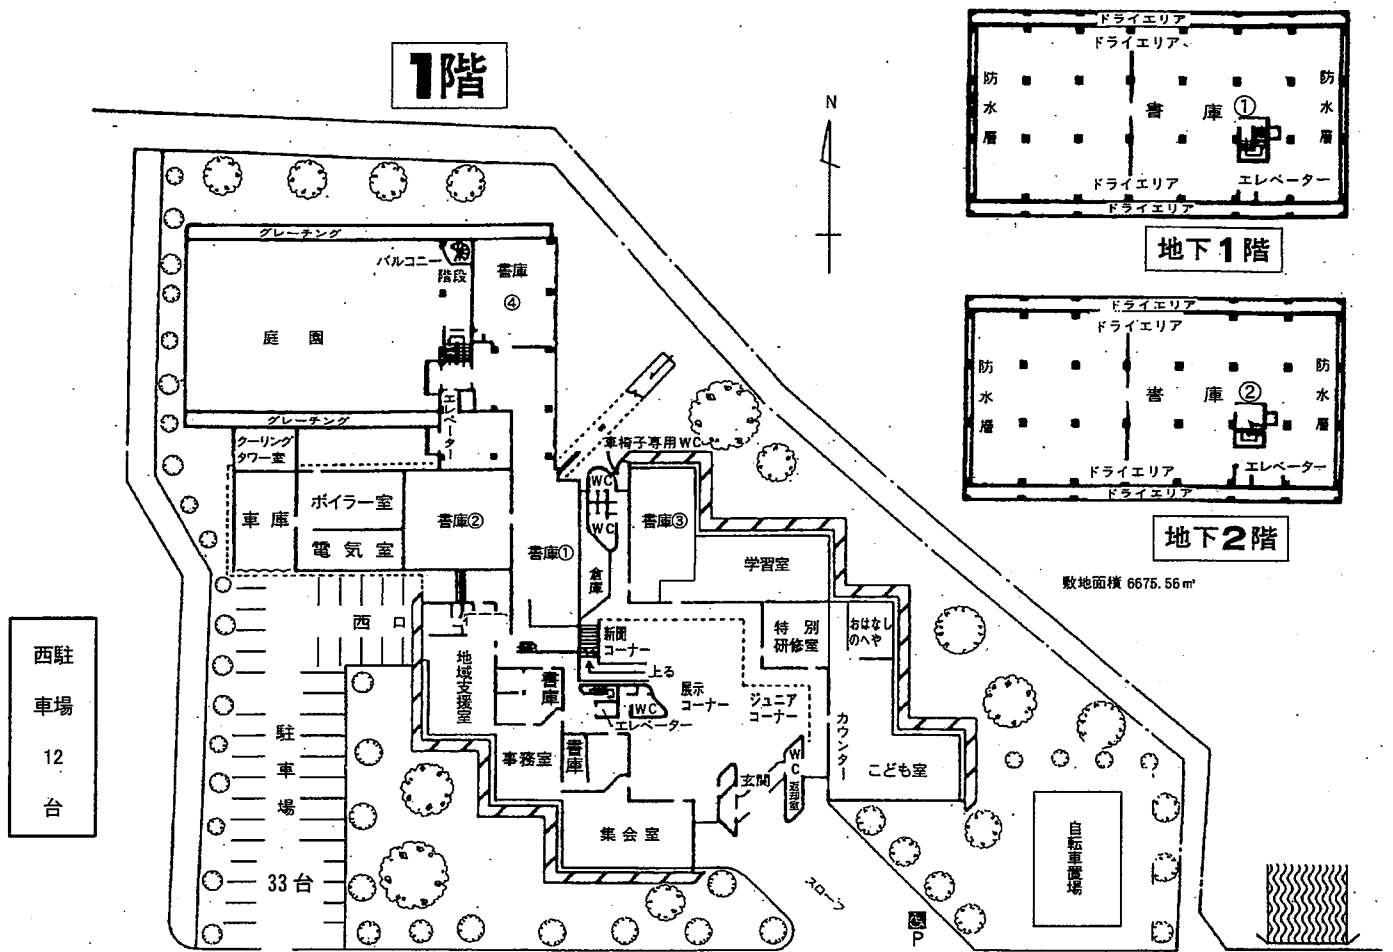 1階
N
グレーチング
バルコニー
階段
書庫
④
庭園
エレベーター
グレーチング
クーリング
タワー室
車庫
ボイラー室
電気室
書庫②
書庫①
車椅子専用WC
WC
WC
倉庫
書庫③
学習室
特別
研修室
おはなし
のへや
新聞
コーナー
上る
展示
コーナー
ジュニア
コーナー
WC
エレベーター
西口
地域支援室
書庫
事務室
書庫
集会室
玄関
WC
返却室
カウンター
こども室
駐車場
33台
西駐
車場
12
台
スロープ
P
自転車置場
ドライエリア
ドライエリア
防水層
書庫①
防水層
ドライエリア
エレベーター
ドライエリア
地下1階
ドライエリア
ドライエリア
防水層
書庫②
防水層
ドライエリア
エレベーター
ドライエリア
地下2階
敷地面積 6675.56㎡